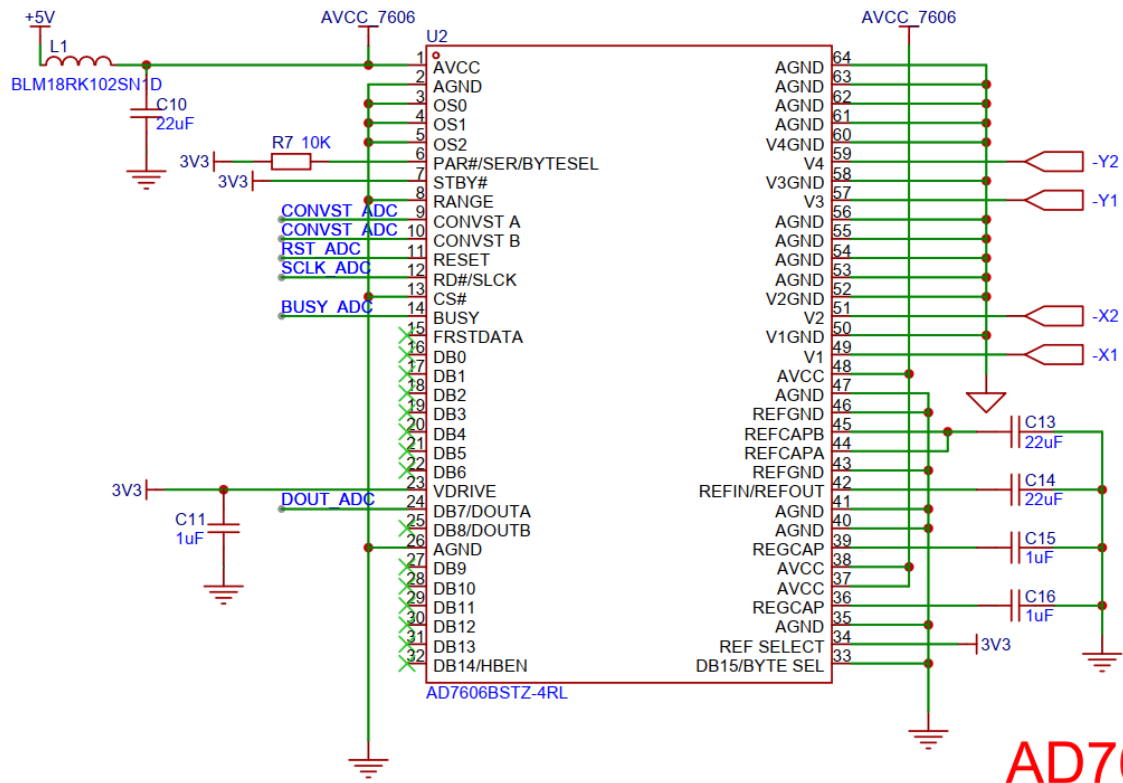 +5V
AVCC_7606
AVCC_7606
L1
BLM18RK102SN1D
C10
22uF
U2
1 AVCC
2 AGND
3 OS0
4 OS1
5 OS2
R7 10K
3V3
6 PAR#/SER/BYTESEL
3V3
7 STBY#
8 RANGE
CONVST_ADC
9 CONVST A
CONVST_ADC
10 CONVST B
RST_ADC
11 RESET
SCLK_ADC
12 RD#/SLCK
13 CS#
BUSY_ADC
14 BUSY
15 FRSTDATA
16 DB0
17 DB1
18 DB2
19 DB3
20 DB4
21 DB5
22 DB6
3V3
23 VDRIVE
DOUT_ADC
24 DB7/DOUTA
C11
1uF
25 DB8/DOUTB
26 AGND
27 DB9
28 DB10
29 DB11
30 DB12
31 DB13
32 DB14/HBEN
AGND 64
AGND 63
AGND 62
AGND 61
V4GND 60
V4 59 -Y2
V3GND 58
V3 57 -Y1
AGND 56
AGND 55
AGND 54
AGND 53
V2GND 52
V2 51 -X2
V1GND 50
V1 49 -X1
AVCC 48
AGND 47
REFGND 46
REFCAPB 45
C13
22uF
REFCAPA 44
REFGND 43
REFIN/REFOUT 42
C14
22uF
AGND 41
AGND 40
REGCAP 39
C15
1uF
AVCC 38
AVCC 37
REGCAP 36
C16
1uF
AGND 35
REF SELECT 34 3V3
DB15/BYTE SEL 33
AD7606BSTZ-4RL